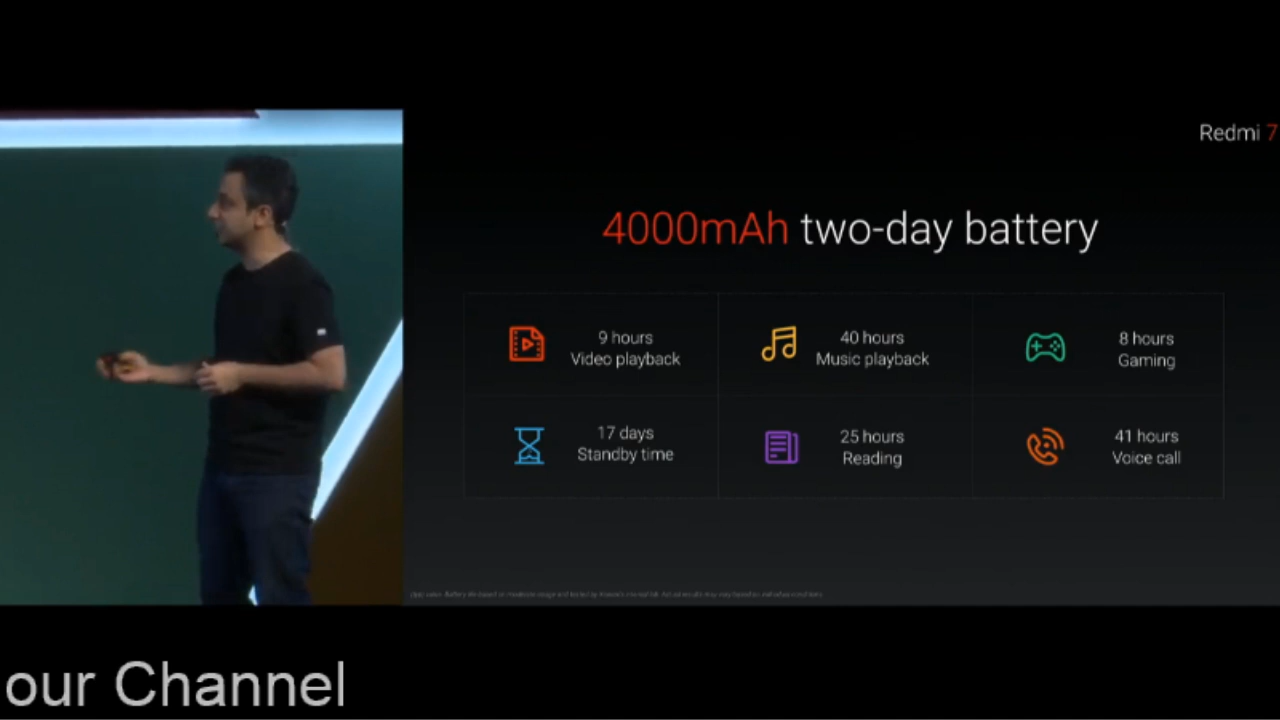 Redmi 7
4000mAh two-day battery
9 hours
Video playback
40 hours
Music playback
8 hours
Gaming
17 days
Standby time
25 hours
Reading
41 hours
Voice call
our Channel